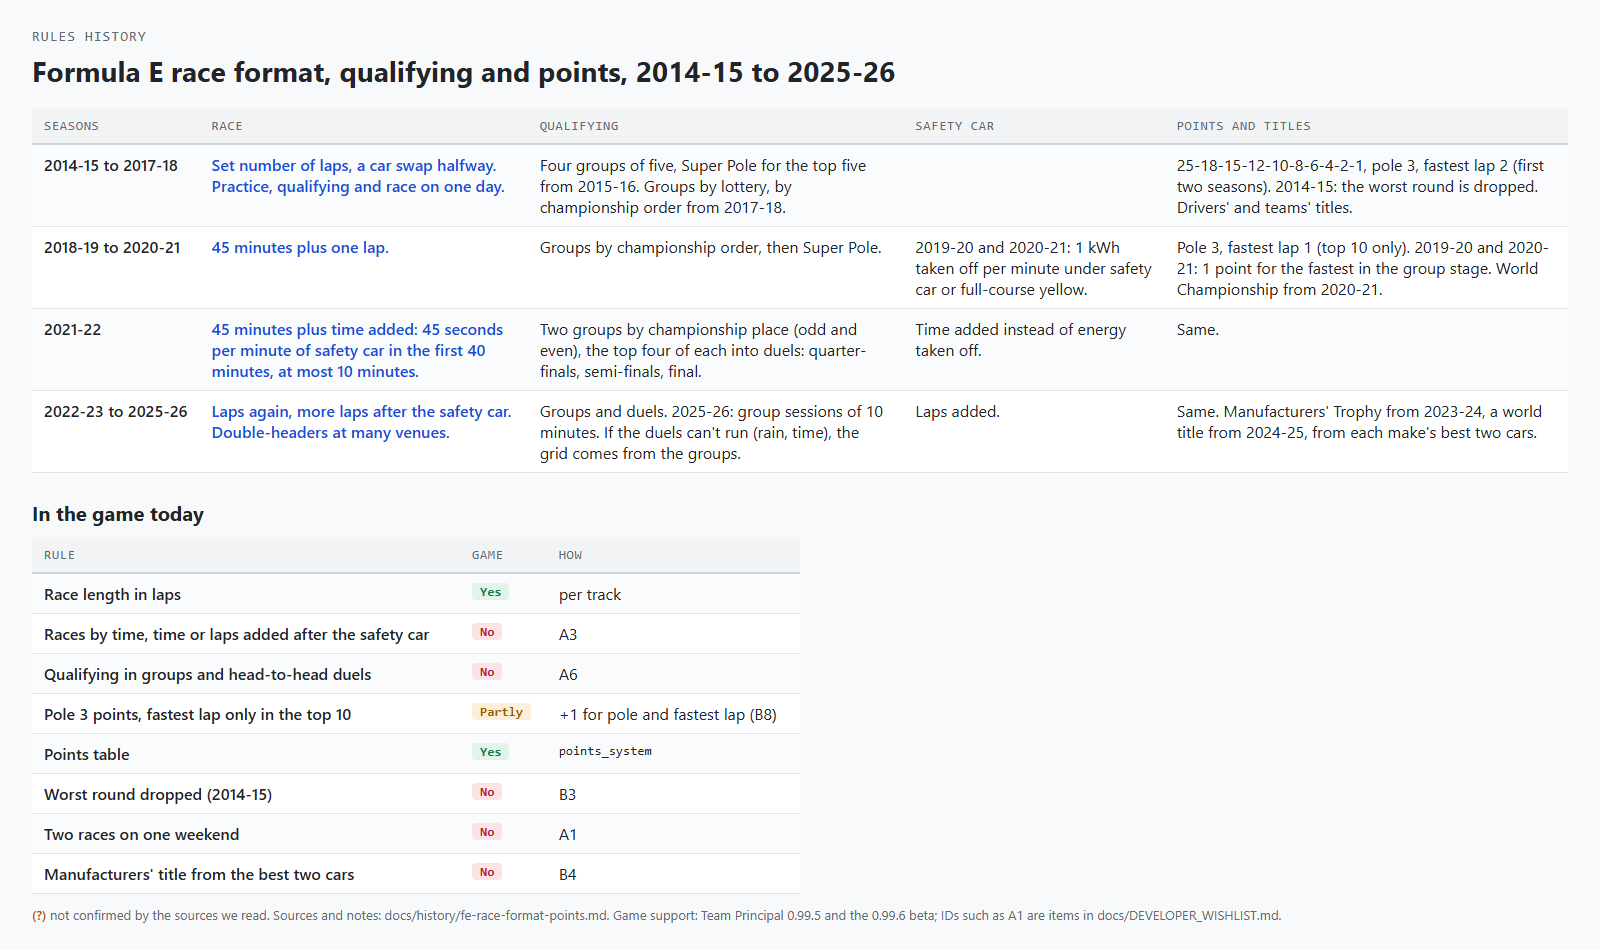 RULES HISTORY
Formula E race format, qualifying and points, 2014-15 to 2025-26
SEASONS RACE QUALIFYING SAFETY CAR POINTS AND TITLES
2014-15 to 2017-18
Set number of laps, a car swap halfway.
Practice, qualifying and race on one day.
Four groups of five, Super Pole for the top five
from 2015-16. Groups by lottery, by
championship order from 2017-18.
25-18-15-12-10-8-6-4-2-1, pole 3, fastest lap 2 (first
two seasons). 2014-15: the worst round is dropped.
Drivers' and teams' titles.
2018-19 to 2020-21
45 minutes plus one lap.
Groups by championship order, then Super Pole.
2019-20 and 2020-21: 1 kWh
taken off per minute under safety
car or full-course yellow.
Pole 3, fastest lap 1 (top 10 only). 2019-20 and 2020-
21: 1 point for the fastest in the group stage. World
Championship from 2020-21.
2021-22
45 minutes plus time added: 45 seconds
per minute of safety car in the first 40
minutes, at most 10 minutes.
Two groups by championship place (odd and
even), the top four of each into duels: quarter-
finals, semi-finals, final.
Time added instead of energy
taken off.
Same.
2022-23 to 2025-26
Laps again, more laps after the safety car.
Double-headers at many venues.
Groups and duels. 2025-26: group sessions of 10
minutes. If the duels can't run (rain, time), the
grid comes from the groups.
Laps added.
Same. Manufacturers' Trophy from 2023-24, a world
title from 2024-25, from each make's best two cars.
In the game today
RULE GAME HOW
Race length in laps Yes per track
Races by time, time or laps added after the safety car No A3
Qualifying in groups and head-to-head duels No A6
Pole 3 points, fastest lap only in the top 10 Partly +1 for pole and fastest lap (B8)
Points table Yes points_system
Worst round dropped (2014-15) No B3
Two races on one weekend No A1
Manufacturers' title from the best two cars No B4
(?) not confirmed by the sources we read. Sources and notes: docs/history/fe-race-format-points.md. Game support: Team Principal 0.99.5 and the 0.99.6 beta; IDs such as A1 are items in docs/DEVELOPER_WISHLIST.md.